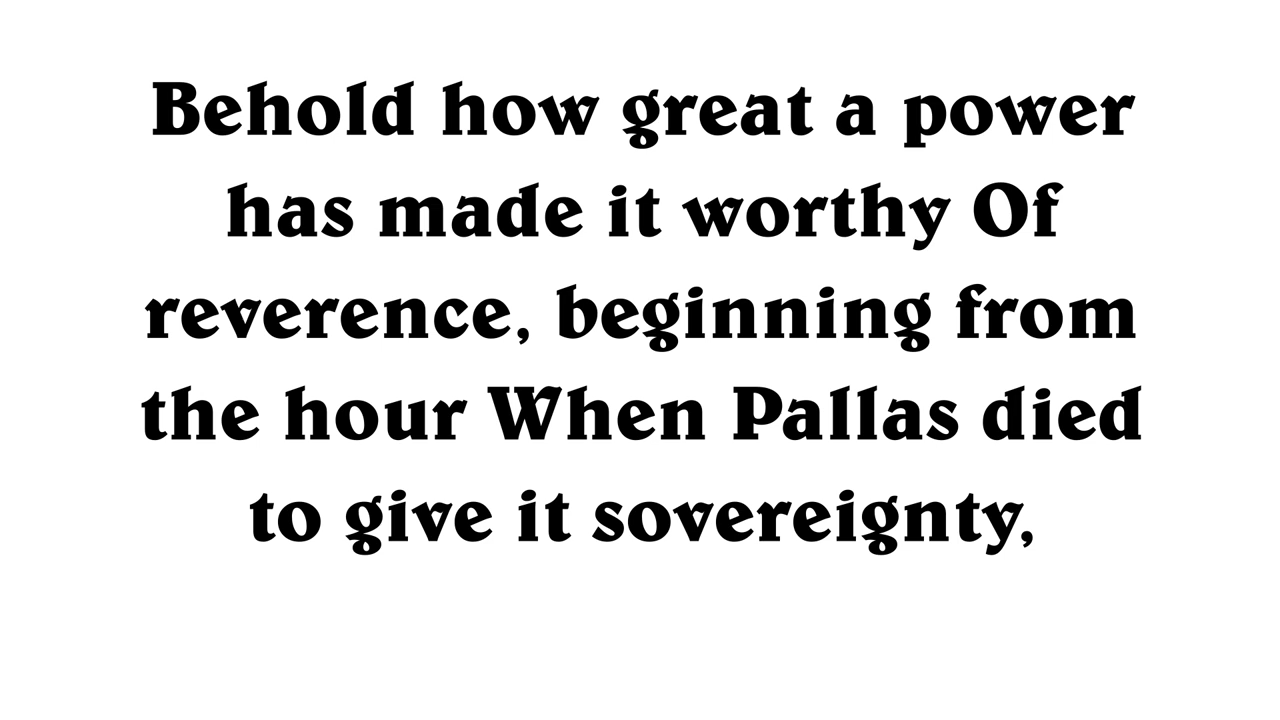 Behold how great a power
has made it worthy Of
reverence, beginning from
the hour When Pallas died
to give it sovereignty,